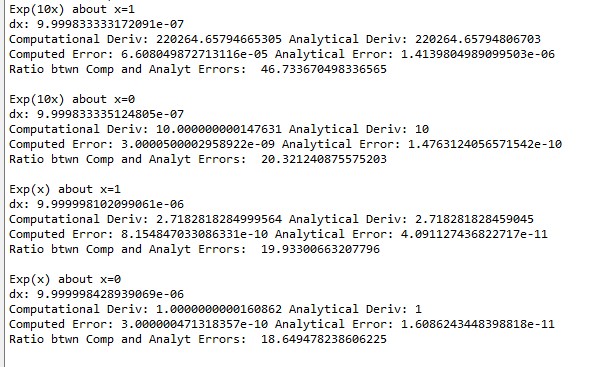 Exp(10x) about x=1
dx: 9.999833333172091e-07
Computational Deriv: 220264.65794665305 Analytical Deriv: 220264.65794806703
Computed Error: 6.608049872713116e-05 Analytical Error: 1.4139804989099503e-06
Ratio btwn Comp and Analyt Errors:  46.733670498336565
Exp(10x) about x=0
dx: 9.999833335124805e-07
Computational Deriv: 10.000000000147631 Analytical Deriv: 10
Computed Error: 3.0000500002958922e-09 Analytical Error: 1.4763124056571542e-10
Ratio btwn Comp and Analyt Errors:  20.321240875575203
Exp(x) about x=1
dx: 9.999998102099061e-06
Computational Deriv: 2.7182818284999564 Analytical Deriv: 2.718281828459045
Computed Error: 8.154847033086331e-10 Analytical Error: 4.091127436822717e-11
Ratio btwn Comp and Analyt Errors:  19.93300663207796
Exp(x) about x=0
dx: 9.999998428939069e-06
Computational Deriv: 1.0000000000160862 Analytical Deriv: 1
Computed Error: 3.000000471318357e-10 Analytical Error: 1.6086243448398818e-11
Ratio btwn Comp and Analyt Errors:  18.649478238606225